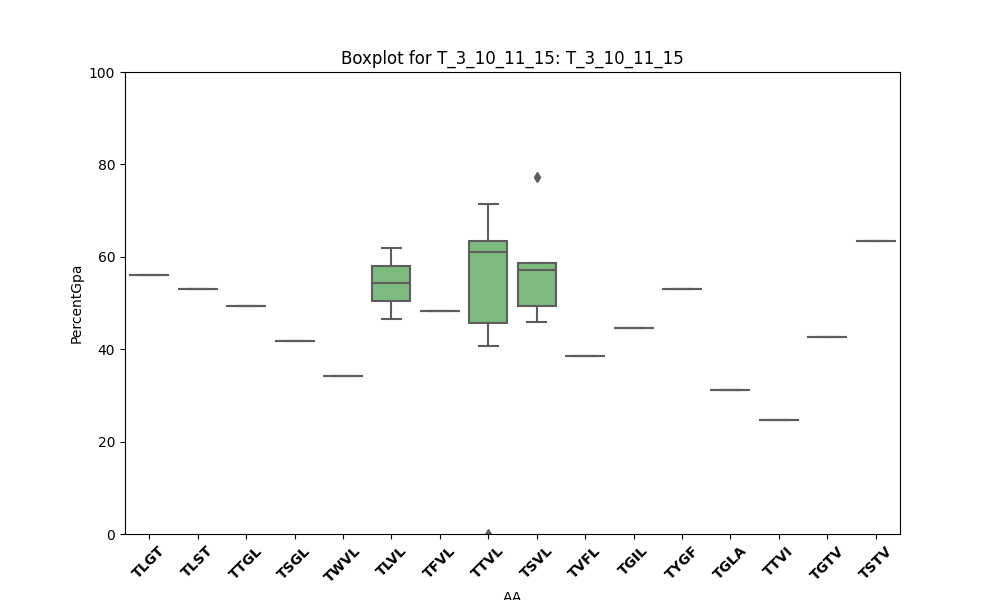 Boxplot for T_3_10_11_15: T_3_10_11_15
100
80
60
40
20
0
PercentGpa
TLGT
TLST
TTGL
TSGL
TWVL
TLVL
TFVL
TTVL
TSVL
TVFL
TGIL
TYGF
TGLA
TTVI
TGTV
TSTV
AA